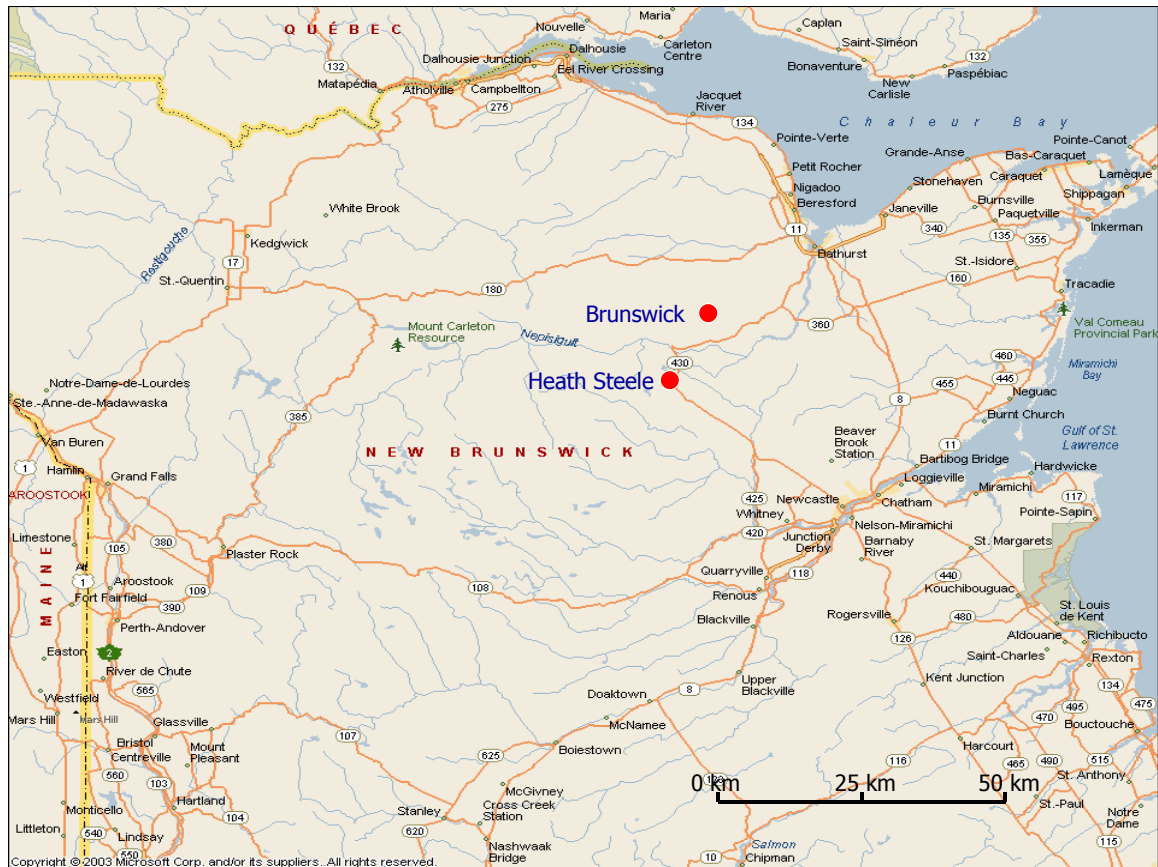 QUÉBEC
Nouvelle
Maria
Caplan
Dalhousie
Carleton
Centre
Saint-Siméon
132
Dalhousie Junction
132
Bonaventure
Paspébiac
Matapédia
Eel River Crossing
New
Carlisle
Atholville
Campbellton
275
Jacquet
River
134
Chaleur Bay
Pointe-Verte
Pointe-Canot
Grande-Anse
Bas-Caraquet
Petit Rocher
Caraquet
Lamèque
Nigadoo
Stonehaven
Shippagan
White Brook
Beresford
Janeville
Burnsville
Paquetville
Inkerman
Restigouche
Kedgwick
11
340
135
355
Bathurst
17
St.-Quentin
St.-Isidore
160
180
Tracadie
Brunswick
Mount Carleton
Resource
Nepisiguit
360
Val Comeau
Provincial Park
430
460
Miramichi
Bay
Heath Steele
455
445
Notre-Dame-de-Lourdes
Neguac
Ste.-Anne-de-Madawaska
385
8
Burnt Church
Van Buren
Beaver
Brook
Station
11
Gulf of St.
Lawrence
NEW BRUNSWICK
1
Hamlin
Bartibog Bridge
Hardwicke
Grand Falls
Loggieville
AROOSTOOK
425
Newcastle
Chatham
Miramichi
117
Whitney
Pointe-Sapin
Nelson-Miramichi
Limestone
105
380
420
Junction
Derby
Barnaby
River
St. Margarets
Plaster Rock
MAINE
1
Aroostook
109
108
Quarryville
118
440
Kouchibouguac
Fort Fairfield
390
Renous
St. Louis
de Kent
Perth-Andover
Blackville
Rogersville
480
126
Aldouane
Richibucto
Easton
2
Saint-Charles
Rexton
River de Chute
565
Upper
Blackville
Kent Junction
134
Westfield
Doaktown
8
495
475
Mars Hill
Mars Hill
Glassville
McNamee
470
Bouctouche
107
Bristol
Mount
Pleasant
Boiestown
Harcourt
Centreville
625
116
465
490
515
560
0 km
25 km
50 km
St. Anthony
103
McGivney
Monticello
Hartland
Stanley
Cross Creek
Station
St.-Paul
Notre
Dame
104
Littleton
540
Lindsay
620
Nashwaak
Bridge
Salmon
115
550
10
Chipman
Copyright © 2003 Microsoft Corp. and/or its suppliers. All rights reserved.